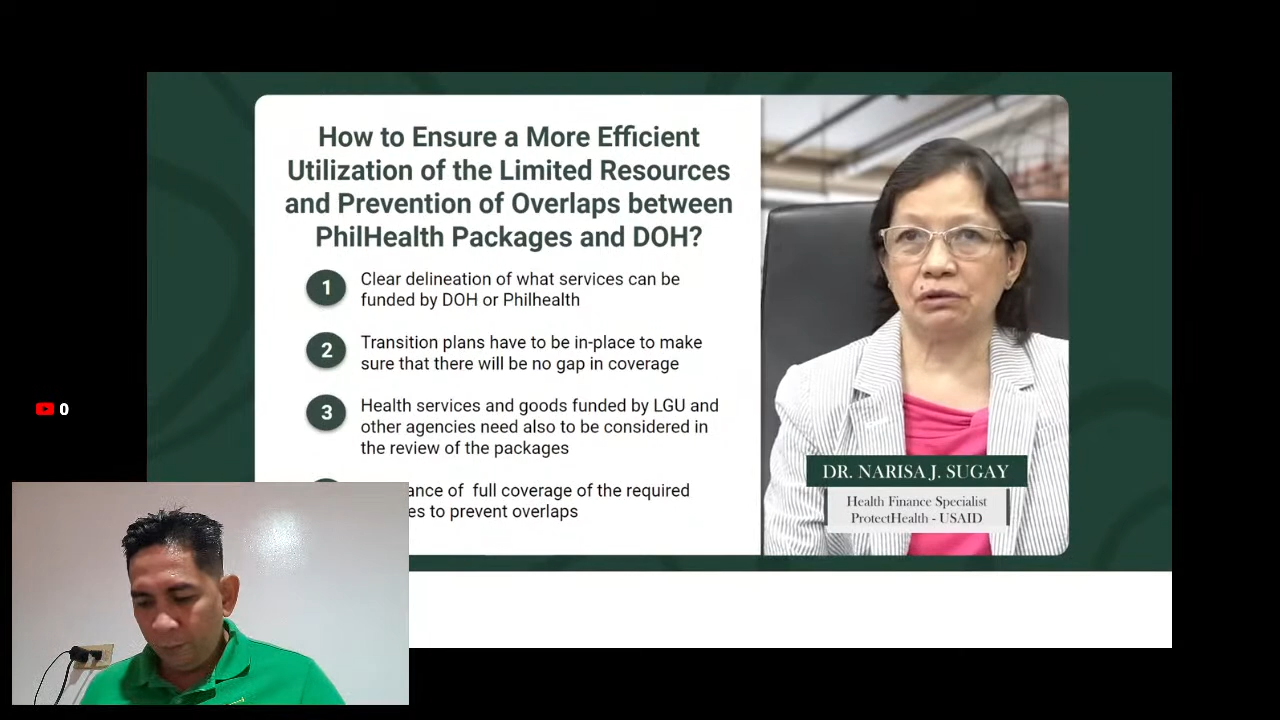 How to Ensure a More Efficient
Utilization of the Limited Resources
and Prevention of Overlaps between
PhilHealth Packages and DOH?
1 Clear delineation of what services can be
funded by DOH or Philhealth
2 Transition plans have to be in-place to make
sure that there will be no gap in coverage
3 Health services and goods funded by LGU and
other agencies need also to be considered in
the review of the packages
of full coverage of the required
to prevent overlaps
DR. NARISA J. SUGAY
Health Finance Specialist
ProtectHealth - USAID
0